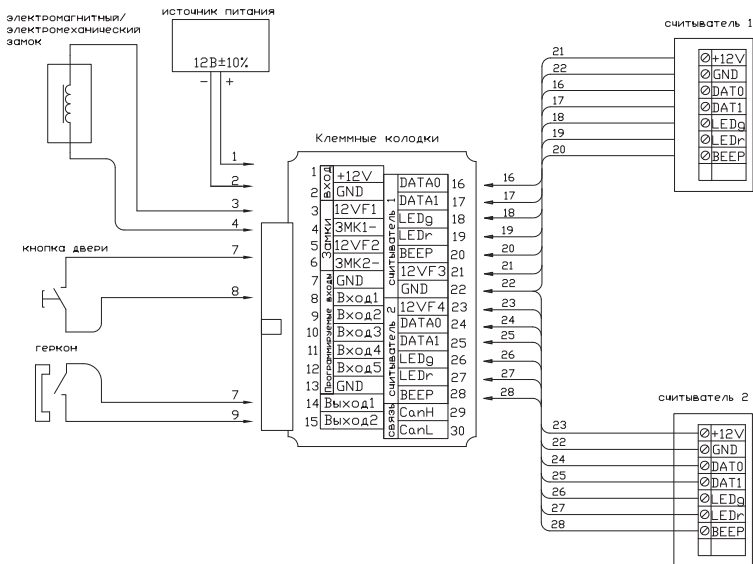 электромагнитный/
электромеханический
замок
источник питания
12В±10%
- +
1
2
3
4
кнопка двери
7
8
геркон
7
9
Клеммные колодки
вход
Замки
Программируемые входы
1 +12V
2 GND
3 12VF1
4 ЗМК1-
5 12VF2
6 ЗМК2-
7 GND
8 Вход1
9 Вход2
10 Вход3
11 Вход4
12 Вход5
13 GND
14 Выход1
15 Выход2
считыватель 1
считыватель 2
связь
DATA0 16
DATA1 17
LEDg 18
LEDr 19
BEEP 20
12VF3 21
GND 22
12VF4 23
DATA0 24
DATA1 25
LEDg 26
LEDr 27
BEEP 28
CanH 29
CanL 30
16
17
18
19
20
21
22
23
24
25
26
27
28
считыватель 1
21 +12V
22 GND
16 DAT0
17 DAT1
18 LEDg
19 LEDr
20 BEEP
считыватель 2
23 +12V
22 GND
24 DAT0
25 DAT1
26 LEDg
27 LEDr
28 BEEP